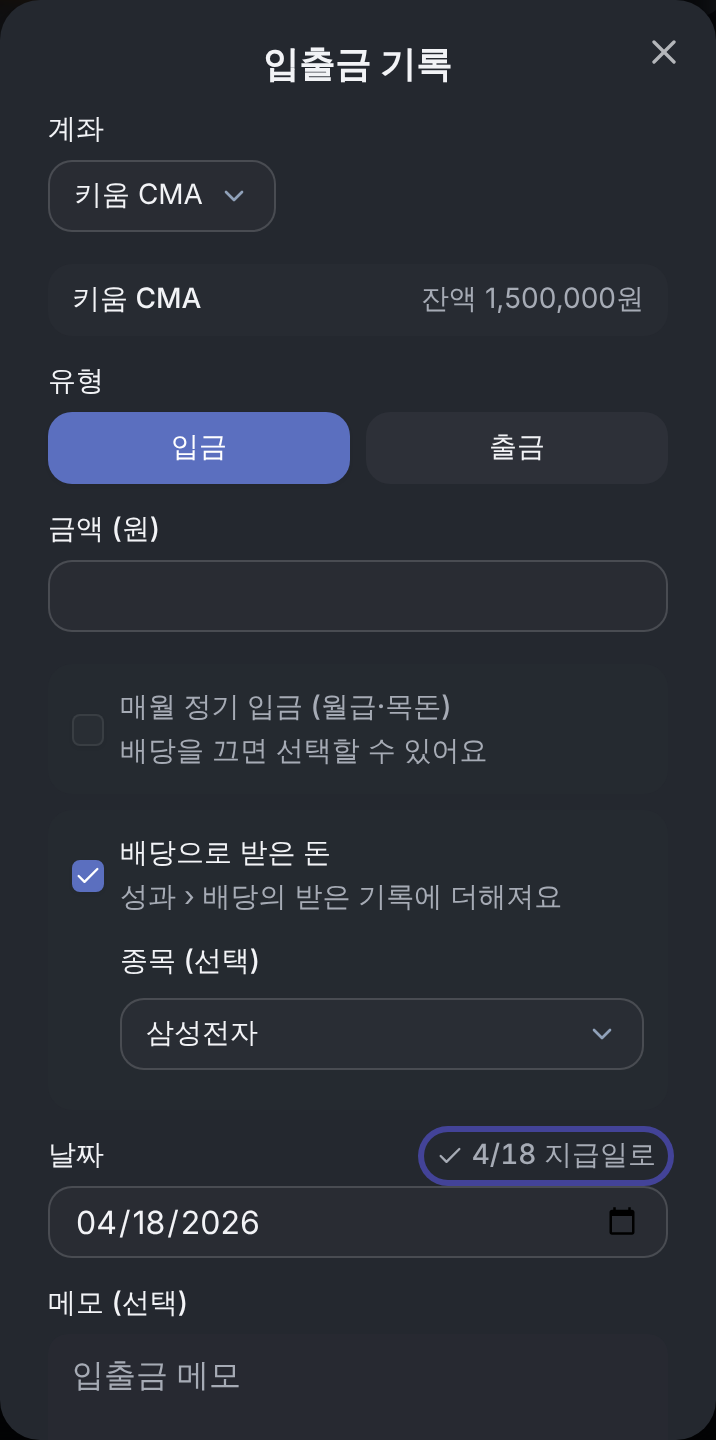 입출금 기록
계좌
키움 CMA
키움 CMA 잔액 1,500,000원
유형
입금 출금
금액 (원)
매월 정기 입금 (월급·목돈)
배당을 끄면 선택할 수 있어요
배당으로 받은 돈
성과 › 배당의 받은 기록에 더해져요
종목 (선택)
삼성전자
날짜 4/18 지급일로
04/18/2026
메모 (선택)
입출금 메모